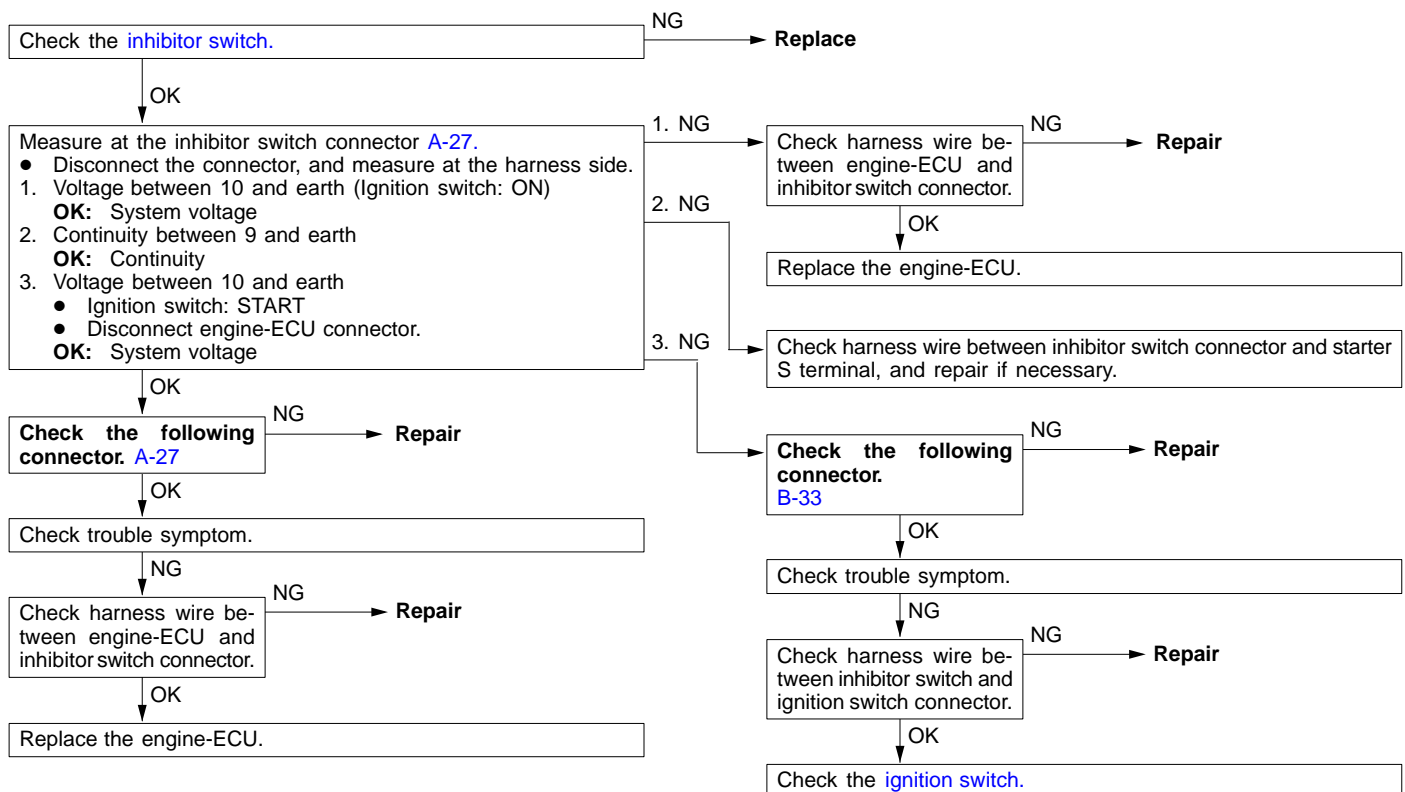 Check the inhibitor switch.
NG
Replace
OK
Measure at the inhibitor switch connector A-27.
● Disconnect the connector, and measure at the harness side.
1. Voltage between 10 and earth (Ignition switch: ON)
OK: System voltage
2. Continuity between 9 and earth
OK: Continuity
3. Voltage between 10 and earth
● Ignition switch: START
● Disconnect engine-ECU connector.
OK: System voltage
1. NG
Check harness wire be-
tween engine-ECU and
inhibitor switch connector.
NG
Repair
OK
Replace the engine-ECU.
2. NG
Check harness wire between inhibitor switch connector and starter
S terminal, and repair if necessary.
3. NG
Check the following
connector.
B-33
NG
Repair
OK
Check trouble symptom.
NG
Check harness wire be-
tween inhibitor switch and
ignition switch connector.
NG
Repair
OK
Check the ignition switch.
OK
Check the following
connector. A-27
NG
Repair
OK
Check trouble symptom.
NG
Check harness wire be-
tween engine-ECU and
inhibitor switch connector.
NG
Repair
OK
Replace the engine-ECU.